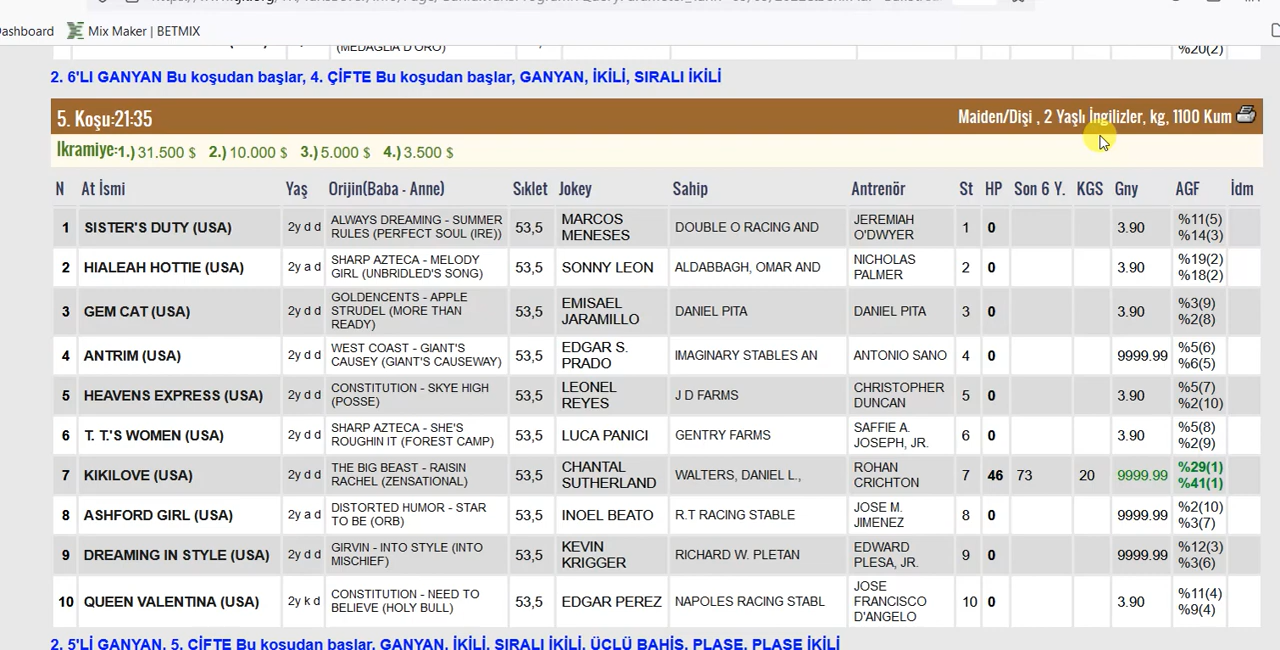 Dashboard Mix Maker | BETMIX
(MEDAGLIA D'ORO) %20(2)
2. 6'LI GANYAN Bu koşudan başlar, 4. ÇİFTE Bu koşudan başlar, GANYAN, İKİLİ, SIRALI İKİLİ
5. Koşu:21:35 Maiden/Dişi , 2 Yaşlı İngilizler, kg, 1100 Kum
Ikramiye:1.) 31.500 $ 2.) 10.000 $ 3.) 5.000 $ 4.) 3.500 $
N At İsmi Yaş Orijin(Baba - Anne) Sıklet Jokey Sahip Antrenör St HP Son 6 Y. KGS Gny AGF İdm
1 SISTER'S DUTY (USA) 2y d d ALWAYS DREAMING - SUMMER RULES (PERFECT SOUL (IRE)) 53,5 MARCOS MENESES DOUBLE O RACING AND JEREMIAH O'DWYER 1 0 3.90 %11(5) %14(3)
2 HIALEAH HOTTIE (USA) 2y a d SHARP AZTECA - MELODY GIRL (UNBRIDLED'S SONG) 53,5 SONNY LEON ALDABBAGH, OMAR AND NICHOLAS PALMER 2 0 3.90 %19(2) %18(2)
3 GEM CAT (USA) 2y d d GOLDENCENTS - APPLE STRUDEL (MORE THAN READY) 53,5 EMISAEL JARAMILLO DANIEL PITA DANIEL PITA 3 0 3.90 %3(9) %2(8)
4 ANTRIM (USA) 2y d d WEST COAST - GIANT'S CAUSEY (GIANT'S CAUSEWAY) 53,5 EDGAR S. PRADO IMAGINARY STABLES AN ANTONIO SANO 4 0 9999.99 %5(6) %6(5)
5 HEAVENS EXPRESS (USA) 2y d d CONSTITUTION - SKYE HIGH (POSSE) 53,5 LEONEL REYES J D FARMS CHRISTOPHER DUNCAN 5 0 3.90 %5(7) %2(10)
6 T. T.'S WOMEN (USA) 2y d d SHARP AZTECA - SHE'S ROUGHIN IT (FOREST CAMP) 53,5 LUCA PANICI GENTRY FARMS SAFFIE A. JOSEPH, JR. 6 0 3.90 %5(8) %2(9)
7 KIKILOVE (USA) 2y d d THE BIG BEAST - RAISIN RACHEL (ZENSATIONAL) 53,5 CHANTAL SUTHERLAND WALTERS, DANIEL L., ROHAN CRICHTON 7 46 73 20 9999.99 %29(1) %41(1)
8 ASHFORD GIRL (USA) 2y a d DISTORTED HUMOR - STAR TO BE (ORB) 53,5 INOEL BEATO R.T RACING STABLE JOSE M. JIMENEZ 8 0 9999.99 %2(10) %3(7)
9 DREAMING IN STYLE (USA) 2y d d GIRVIN - INTO STYLE (INTO MISCHIEF) 53,5 KEVIN KRIGGER RICHARD W. PLETAN EDWARD PLESA, JR. 9 0 9999.99 %12(3) %3(6)
10 QUEEN VALENTINA (USA) 2y k d CONSTITUTION - NEED TO BELIEVE (HOLY BULL) 53,5 EDGAR PEREZ NAPOLES RACING STABL JOSE FRANCISCO D'ANGELO 10 0 3.90 %11(4) %9(4)
2. 5'Lİ GANYAN, 5. ÇİFTE Bu koşudan başlar, GANYAN, İKİLİ, SIRALI İKİLİ, ÜÇLÜ BAHİS, PLASE, PLASE İKİLİ